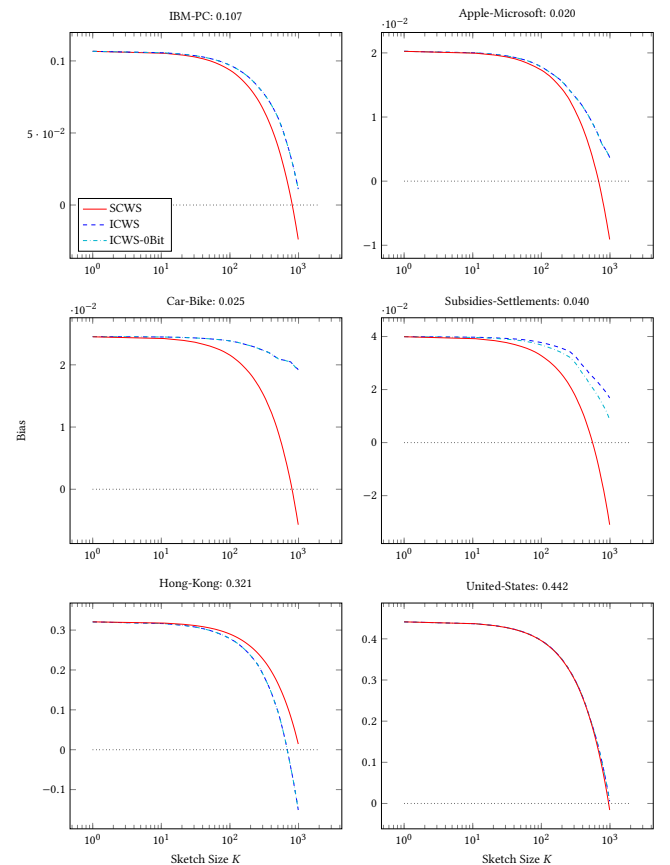 IBM-PC: 0.107
0.1
5 · 10⁻²
0
SCWS
ICWS
ICWS-0Bit
10⁰ 10¹ 10² 10³
Apple-Microsoft: 0.020
·10⁻²
2
1
0
−1
10⁰ 10¹ 10² 10³
Car-Bike: 0.025
·10⁻²
2
1
0
10⁰ 10¹ 10² 10³
Subsidies-Settlements: 0.040
·10⁻²
4
2
0
−2
10⁰ 10¹ 10² 10³
Bias
Hong-Kong: 0.321
0.3
0.2
0.1
0
−0.1
10⁰ 10¹ 10² 10³
Sketch Size K
United-States: 0.442
0.4
0.3
0.2
0.1
0
10⁰ 10¹ 10² 10³
Sketch Size K